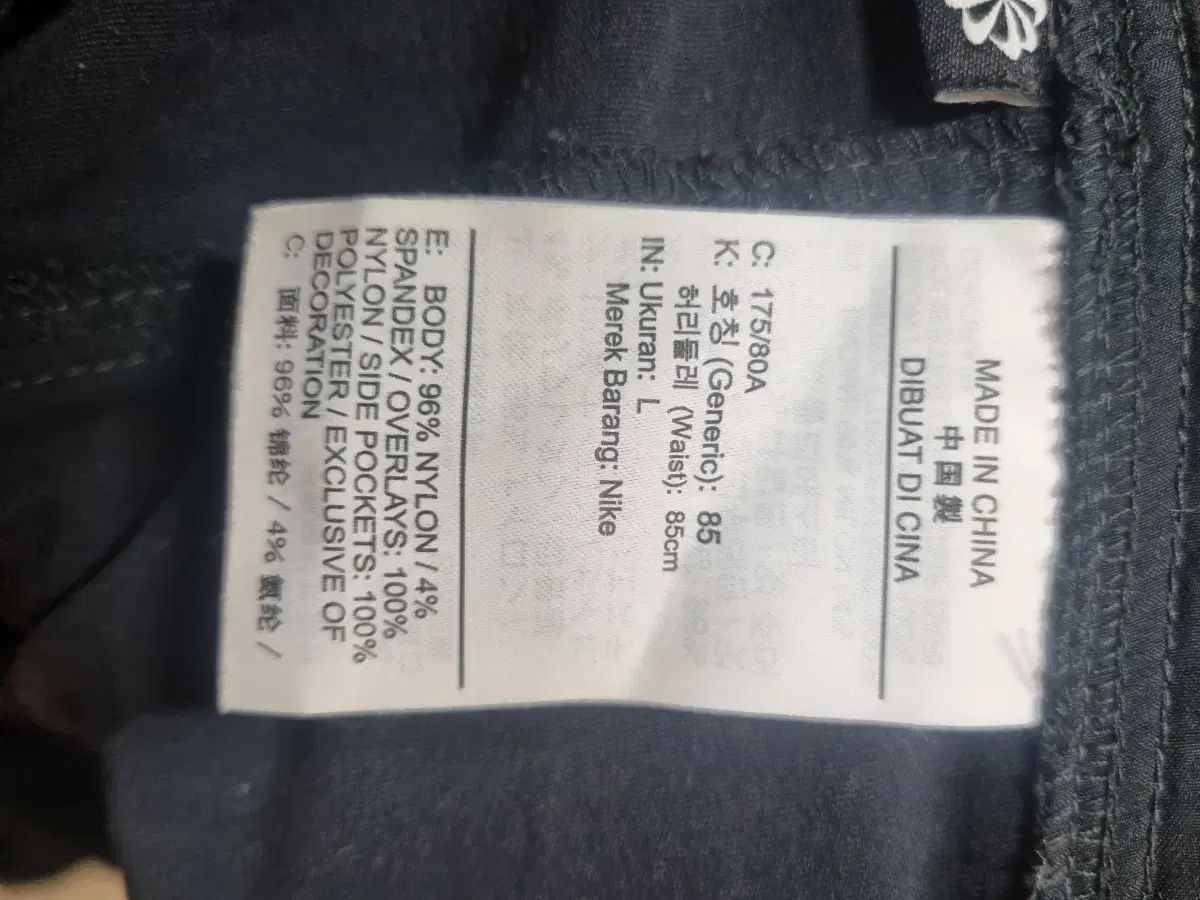 MADE IN CHINA
中国製
DIBUAT DI CINA
C: 175/80A
K: 호칭 (Generic): 85
허리둘레 (Waist): 85cm
IN: Ukuran: L
Merek Barang: Nike
E: BODY: 96% NYLON / 4%
SPANDEX / OVERLAYS: 100%
NYLON / SIDE POCKETS: 100%
POLYESTER / EXCLUSIVE OF
DECORATION
C: 面料: 96% 锦纶 / 4% 氨纶 /